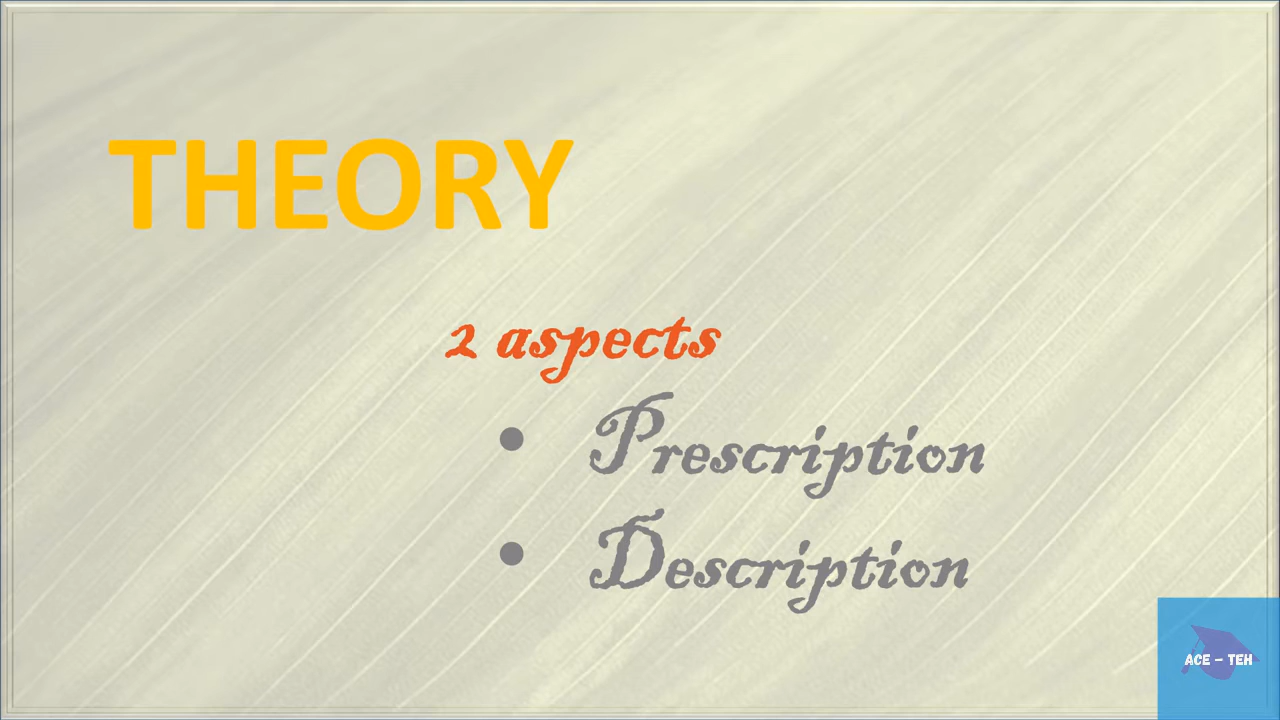 THEORY
2 aspects
• Prescription
• Description
ACE – TEH